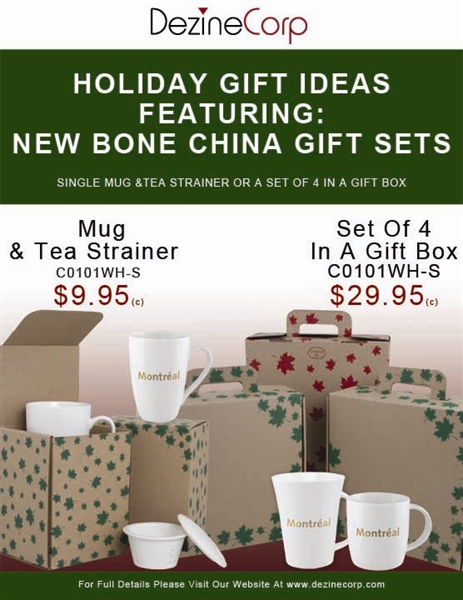 DezineCorp
HOLIDAY GIFT IDEAS
FEATURING:
NEW BONE CHINA GIFT SETS
SINGLE MUG &TEA STRAINER OR A SET OF 4 IN A GIFT BOX
Mug
& Tea Strainer
C0101WH-S
$9.95(c)
Set Of 4
In A Gift Box
C0101WH-S
$29.95(c)
Montréal
Montréal
Montréal
For Full Details Please Visit Our Website At www.dezinecorp.com